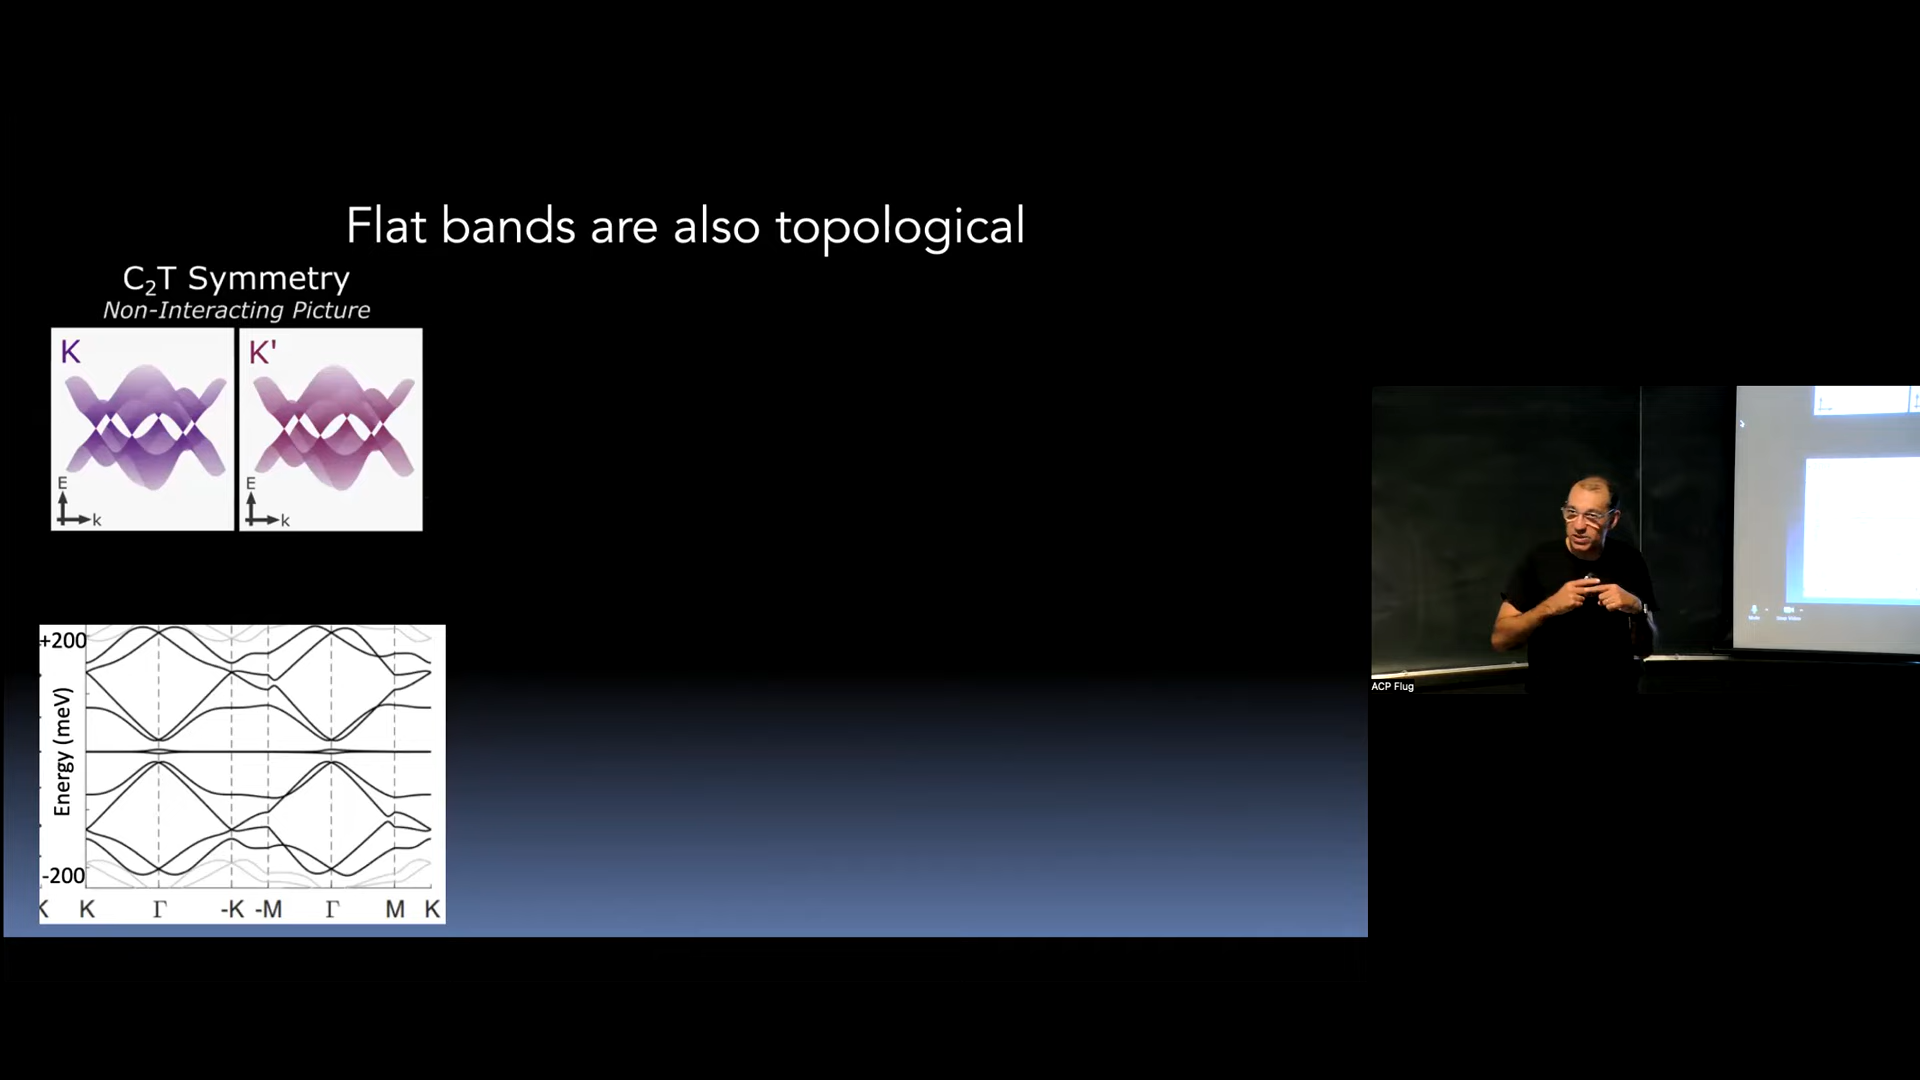 Flat bands are also topological
C₂T Symmetry
Non-Interacting Picture
K
K'
E
k
E
k
+200
Energy (meV)
-200
K K Γ -K -M Γ M K
ACP Flug